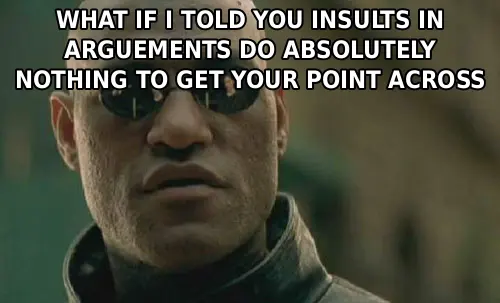 WHAT IF I TOLD YOU INSULTS IN
ARGUEMENTS DO ABSOLUTELY
NOTHING TO GET YOUR POINT ACROSS